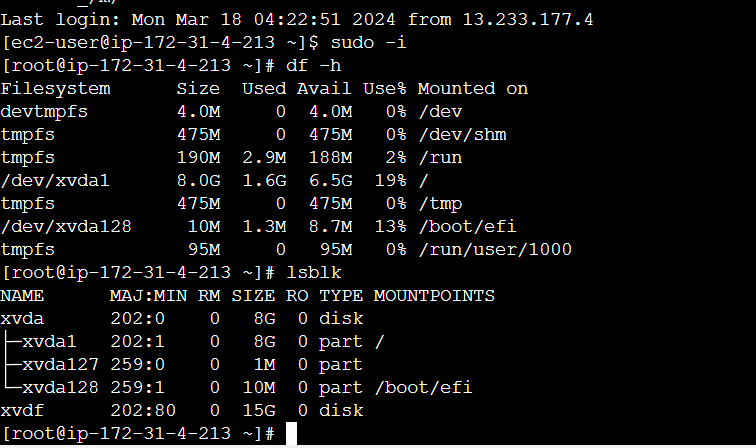 Last login: Mon Mar 18 04:22:51 2024 from 13.233.177.4
[ec2-user@ip-172-31-4-213 ~]$ sudo -i
[root@ip-172-31-4-213 ~]# df -h
Filesystem      Size  Used Avail Use% Mounted on
devtmpfs        4.0M     0  4.0M   0% /dev
tmpfs           475M     0  475M   0% /dev/shm
tmpfs           190M  2.9M  188M   2% /run
/dev/xvda1      8.0G  1.6G  6.5G  19% /
tmpfs           475M     0  475M   0% /tmp
/dev/xvda128     10M  1.3M  8.7M  13% /boot/efi
tmpfs            95M     0   95M   0% /run/user/1000
[root@ip-172-31-4-213 ~]# lsblk
NAME      MAJ:MIN RM SIZE RO TYPE MOUNTPOINTS
xvda      202:0    0   8G  0 disk
├─xvda1   202:1    0   8G  0 part /
├─xvda127 259:0    0   1M  0 part
└─xvda128 259:1    0  10M  0 part /boot/efi
xvdf      202:80   0  15G  0 disk
[root@ip-172-31-4-213 ~]#